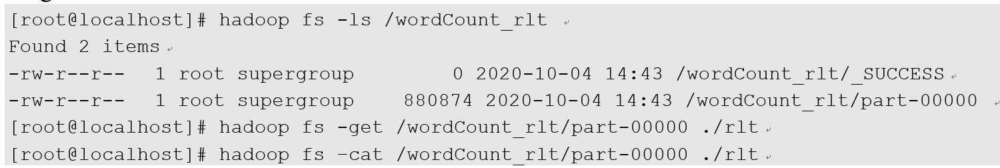 [root@localhost]# hadoop fs -ls /wordCount_rlt
Found 2 items
-rw-r--r-- 1 root supergroup 0 2020-10-04 14:43 /wordCount_rlt/_SUCCESS
-rw-r--r-- 1 root supergroup 880874 2020-10-04 14:43 /wordCount_rlt/part-00000
[root@localhost]# hadoop fs -get /wordCount_rlt/part-00000 ./rlt
[root@localhost]# hadoop fs –cat /wordCount_rlt/part-00000 ./rlt